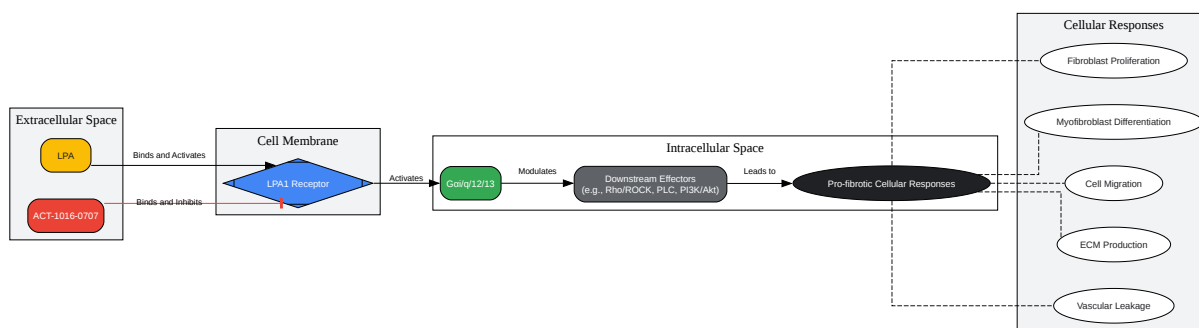 Extracellular Space
LPA
ACT-1016-0707
Binds and Activates
Binds and Inhibits
Cell Membrane
LPA1 Receptor
Activates
Intracellular Space
Gαi/q/12/13
Modulates
Downstream Effectors
(e.g., Rho/ROCK, PLC, PI3K/Akt)
Leads to
Pro-fibrotic Cellular Responses
Cellular Responses
Fibroblast Proliferation
Myofibroblast Differentiation
Cell Migration
ECM Production
Vascular Leakage